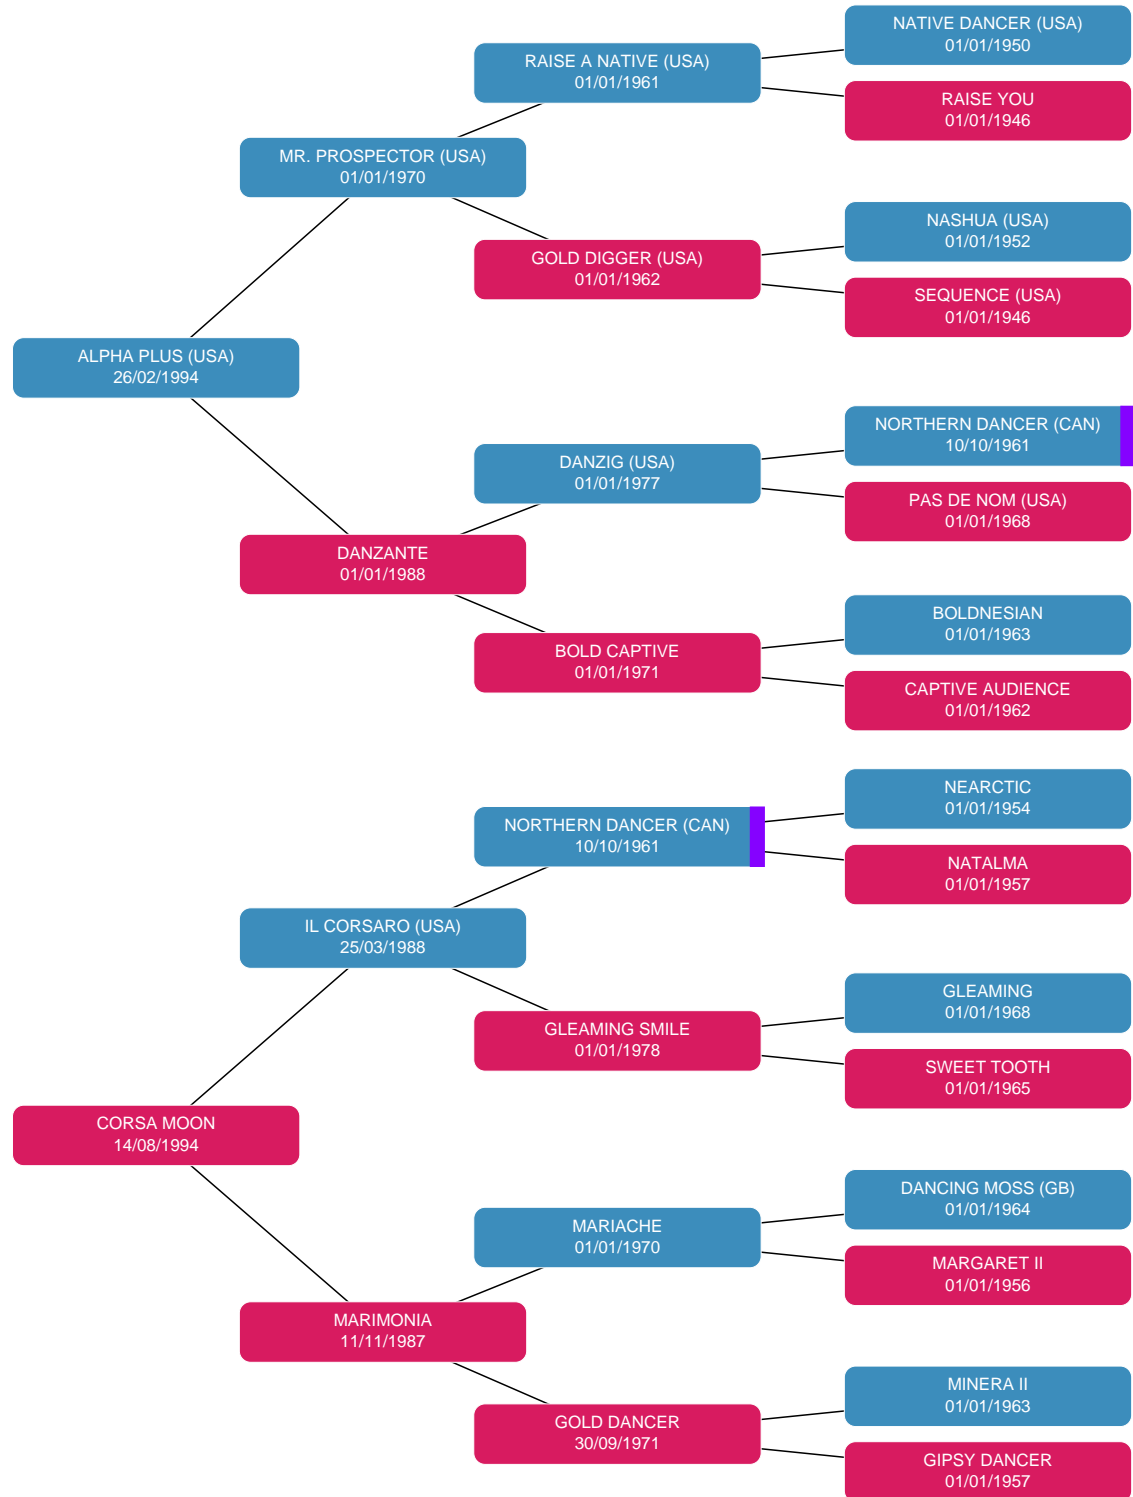 NATIVE DANCER (USA)
01/01/1950
RAISE A NATIVE (USA)
01/01/1961
RAISE YOU
01/01/1946
MR. PROSPECTOR (USA)
01/01/1970
NASHUA (USA)
01/01/1952
GOLD DIGGER (USA)
01/01/1962
SEQUENCE (USA)
01/01/1946
ALPHA PLUS (USA)
26/02/1994
NORTHERN DANCER (CAN)
10/10/1961
DANZIG (USA)
01/01/1977
PAS DE NOM (USA)
01/01/1968
DANZANTE
01/01/1988
BOLDNESIAN
01/01/1963
BOLD CAPTIVE
01/01/1971
CAPTIVE AUDIENCE
01/01/1962
NEARCTIC
01/01/1954
NORTHERN DANCER (CAN)
10/10/1961
NATALMA
01/01/1957
IL CORSARO (USA)
25/03/1988
GLEAMING
01/01/1968
GLEAMING SMILE
01/01/1978
SWEET TOOTH
01/01/1965
CORSA MOON
14/08/1994
DANCING MOSS (GB)
01/01/1964
MARIACHE
01/01/1970
MARGARET II
01/01/1956
MARIMONIA
11/11/1987
MINERA II
01/01/1963
GOLD DANCER
30/09/1971
GIPSY DANCER
01/01/1957